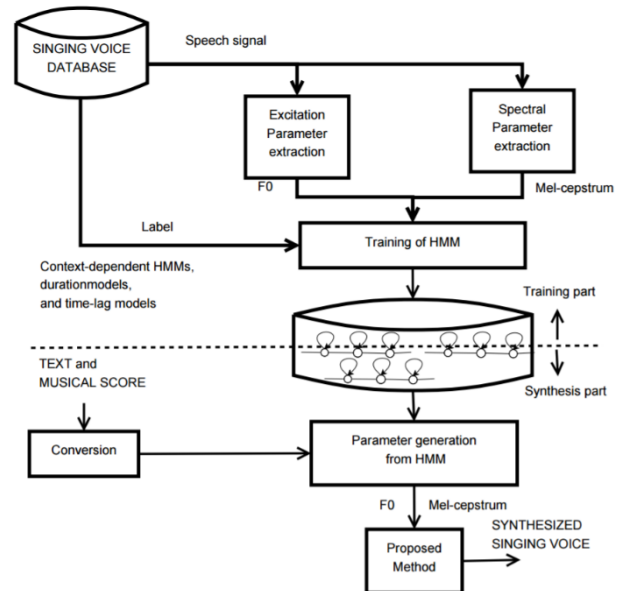 SINGING VOICE
DATABASE
Speech signal
Excitation
Parameter
extraction
Spectral
Parameter
extraction
F0
Mel-cepstrum
Label
Training of HMM
Context-dependent HMMs,
durationmodels,
and time-lag models
Training part
TEXT and
MUSICAL SCORE
Synthesis part
Conversion
Parameter generation
from HMM
F0
Mel-cepstrum
Proposed
Method
SYNTHESIZED
SINGING VOICE